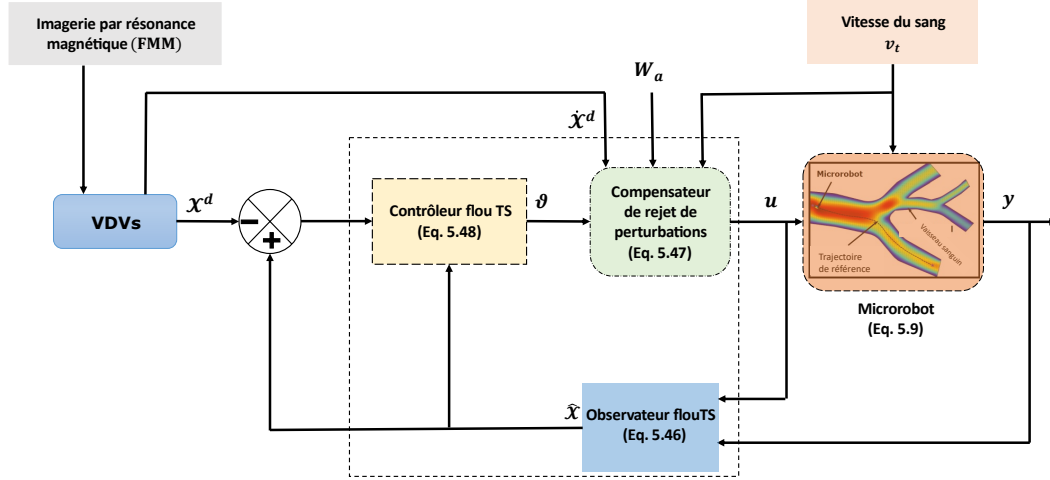 Imagerie par résonance
magnétique (FMM)
Vitesse du sang
v_t
W_a
Ẋ^d
VDVs
X^d
Contrôleur flou TS
(Eq. 5.48)
ϑ
Compensateur
de rejet de
perturbations
(Eq. 5.47)
u
Microrobot
Vaisseau sanguin
Trajectoire
de référence
y
Microrobot
(Eq. 5.9)
X̂
Observateur flouTS
(Eq. 5.46)